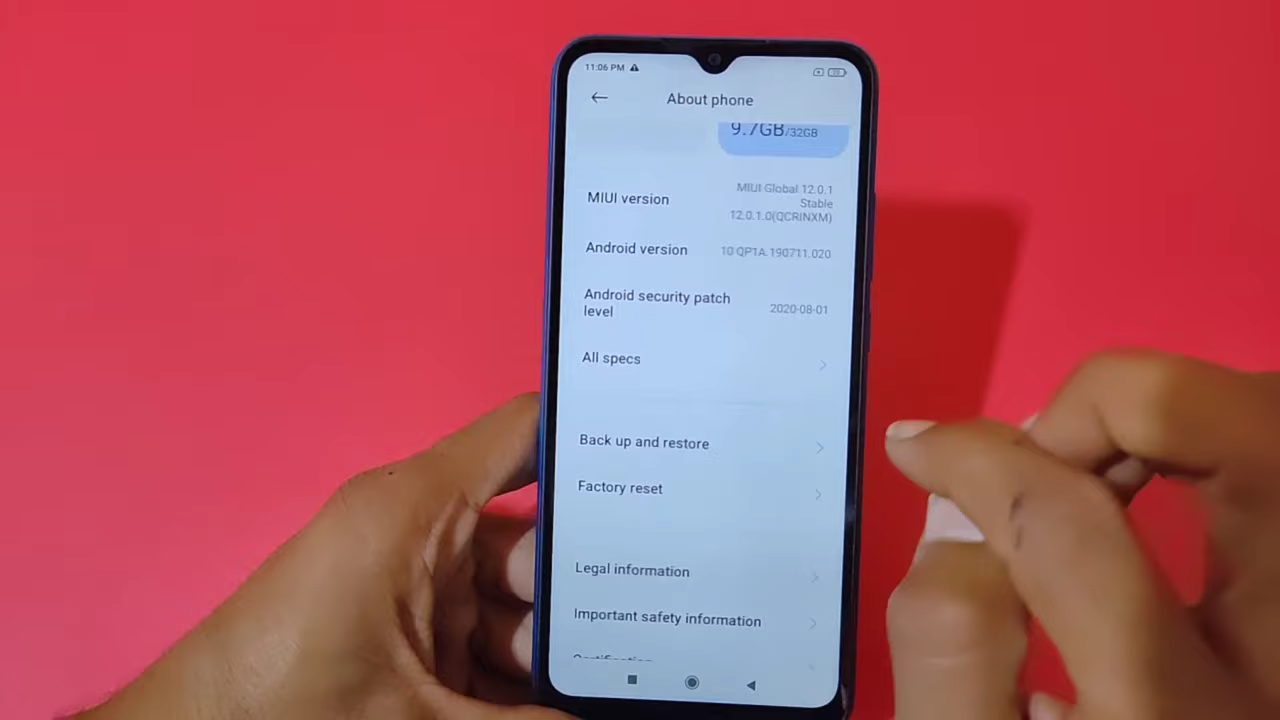 11:06 PM
About phone
9.7GB/32GB
MIUI version
MIUI Global 12.0.1
Stable
12.0.1.0(QCRINXM)
Android version
10 QP1A.190711.020
Android security patch
level
2020-08-01
All specs
Back up and restore
Factory reset
Legal information
Important safety information